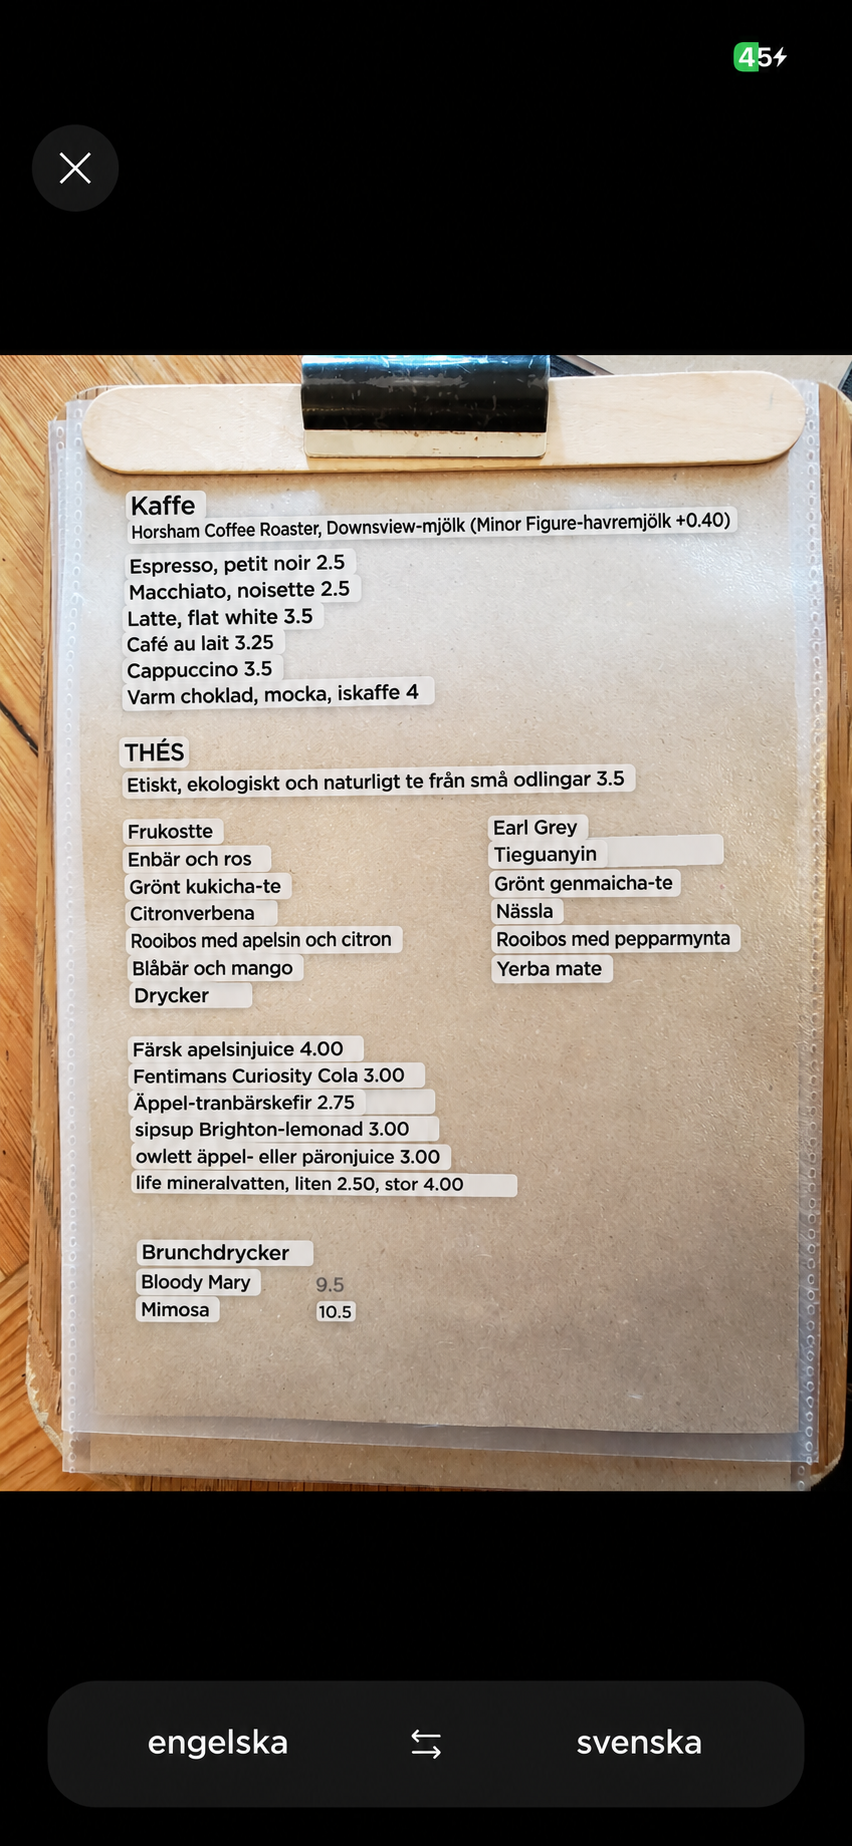 45
Kaffe
Horsham Coffee Roaster, Downsview-mjölk (Minor Figure-havremjölk +0.40)
Espresso, petit noir 2.5
Macchiato, noisette 2.5
Latte, flat white 3.5
Café au lait 3.25
Cappuccino 3.5
Varm choklad, mocka, iskaffe 4
THÉS
Etiskt, ekologiskt och naturligt te från små odlingar 3.5
Frukostte
Enbär och ros
Grönt kukicha-te
Citronverbena
Rooibos med apelsin och citron
Blåbär och mango
Earl Grey
Tieguanyin
Grönt genmaicha-te
Nässla
Rooibos med pepparmynta
Yerba mate
Drycker
Färsk apelsinjuice 4.00
Fentimans Curiosity Cola 3.00
Äppel-tranbärskefir 2.75
sipsup Brighton-lemonad 3.00
owlett äppel- eller päronjuice 3.00
life mineralvatten, liten 2.50, stor 4.00
Brunchdrycker
Bloody Mary 9.5
Mimosa 10.5
engelska svenska